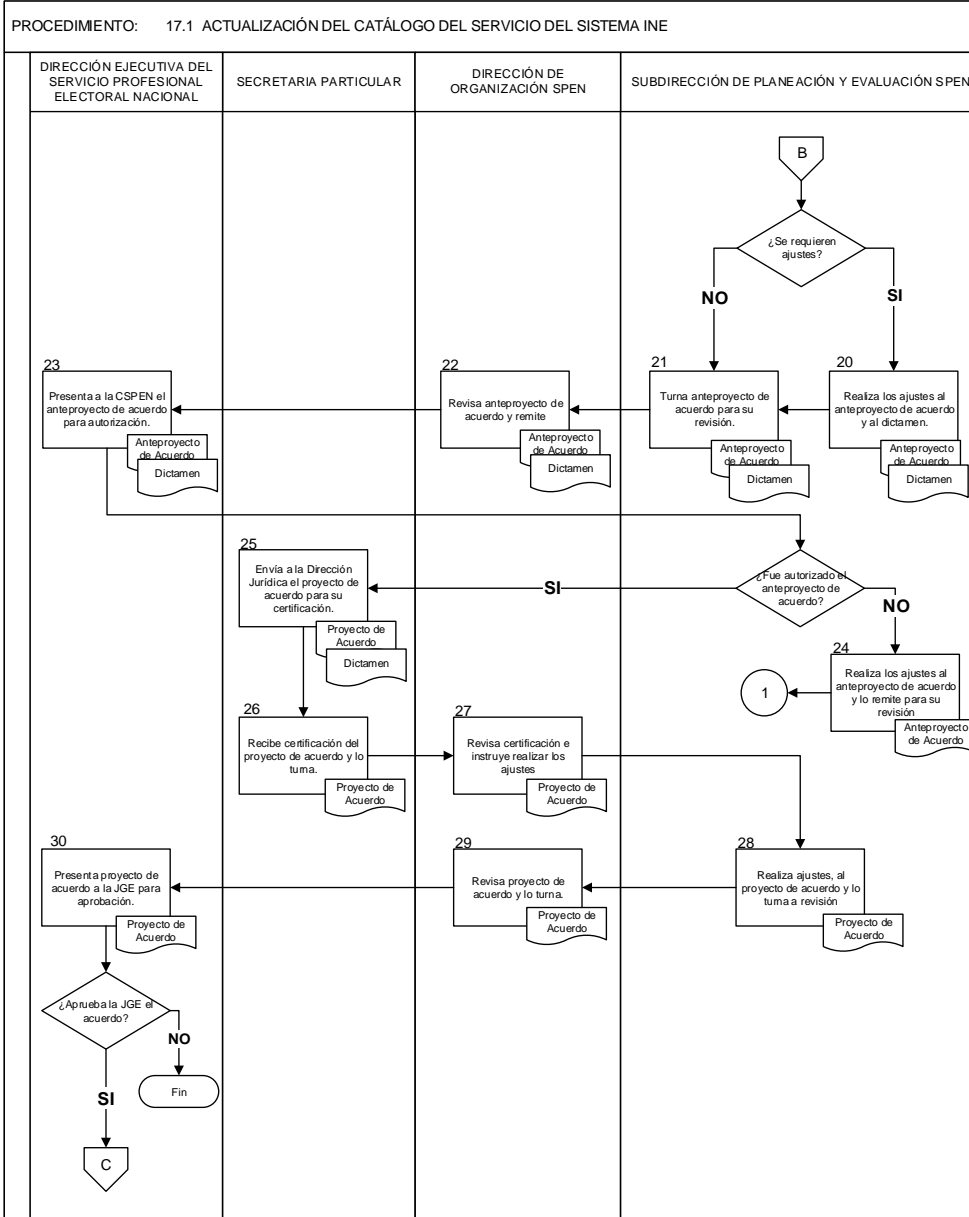 PROCEDIMIENTO: 17.1 ACTUALIZACIÓN DEL CATÁLOGO DEL SERVICIO DEL SISTEMA INE
DIRECCIÓN EJECUTIVA DEL
SERVICIO PROFESIONAL
ELECTORAL NACIONAL
SECRETARIA PARTICULAR
DIRECCIÓN DE
ORGANIZACIÓN SPEN
SUBDIRECCIÓN DE PLANEACIÓN Y EVALUACIÓN SPEN
B
¿Se requieren
ajustes?
NO
SI
23
Presenta a la CSPEN el
anteproyecto de acuerdo
para autorización.
Anteproyecto
de Acuerdo
Dictamen
22
Revisa anteproyecto de
acuerdo y remite
Anteproyecto
de Acuerdo
Dictamen
21
Turna anteproyecto de
acuerdo para su
revisión.
Anteproyecto
de Acuerdo
Dictamen
20
Realiza los ajustes al
anteproyecto de acuerdo
y al dictamen.
Anteproyecto
de Acuerdo
Dictamen
25
Envía a la Dirección
Jurídica el proyecto de
acuerdo para su
certificación.
Proyecto de
Acuerdo
Dictamen
SI
¿Fue autorizado el
anteproyecto de
acuerdo?
NO
24
Realiza los ajustes al
anteproyecto de acuerdo
y lo remite para su
revisión
Anteproyecto
de Acuerdo
1
26
Recibe certificación del
proyecto de acuerdo y lo
turna.
Proyecto de
Acuerdo
27
Revisa certificación e
instruye realizar los
ajustes
Proyecto de
Acuerdo
30
Presenta proyecto de
acuerdo a la JGE para
aprobación.
Proyecto de
Acuerdo
29
Revisa proyecto de
acuerdo y lo turna.
Proyecto de
Acuerdo
28
Realiza ajustes, al
proyecto de acuerdo y lo
turna a revisión
Proyecto de
Acuerdo
¿Aprueba la JGE el
acuerdo?
NO
Fin
SI
C